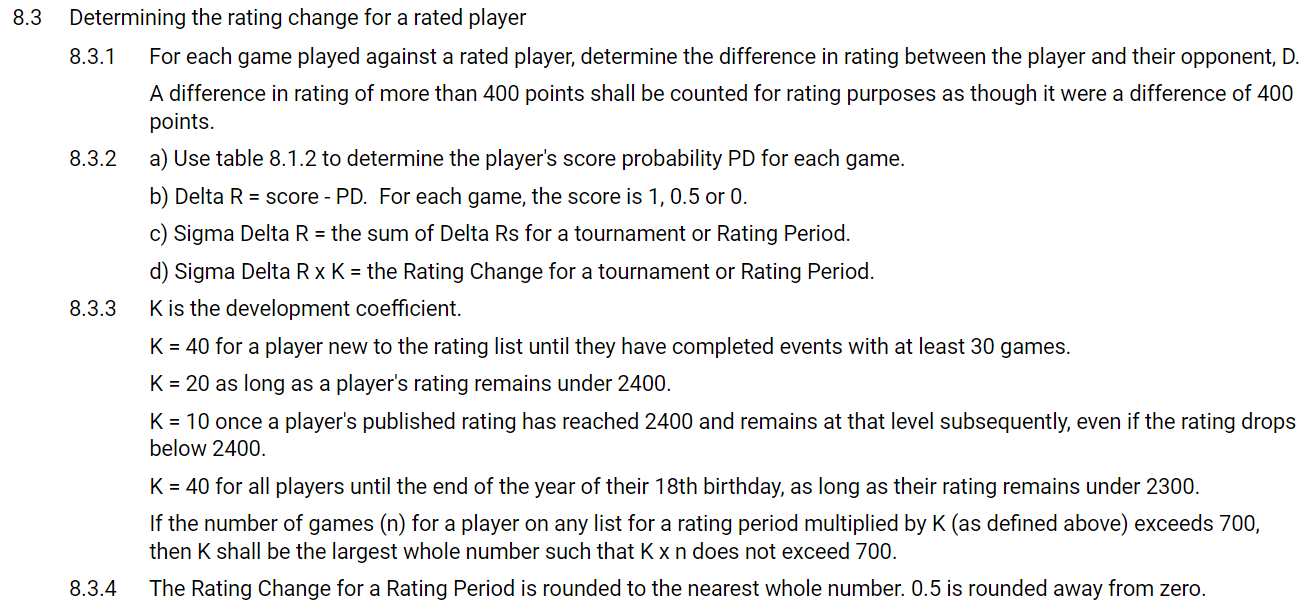 8.3 Determining the rating change for a rated player
8.3.1 For each game played against a rated player, determine the difference in rating between the player and their opponent, D.
A difference in rating of more than 400 points shall be counted for rating purposes as though it were a difference of 400
points.
8.3.2 a) Use table 8.1.2 to determine the player's score probability PD for each game.
b) Delta R = score - PD.  For each game, the score is 1, 0.5 or 0.
c) Sigma Delta R = the sum of Delta Rs for a tournament or Rating Period.
d) Sigma Delta R x K = the Rating Change for a tournament or Rating Period.
8.3.3 K is the development coefficient.
K = 40 for a player new to the rating list until they have completed events with at least 30 games.
K = 20 as long as a player's rating remains under 2400.
K = 10 once a player's published rating has reached 2400 and remains at that level subsequently, even if the rating drops
below 2400.
K = 40 for all players until the end of the year of their 18th birthday, as long as their rating remains under 2300.
If the number of games (n) for a player on any list for a rating period multiplied by K (as defined above) exceeds 700,
then K shall be the largest whole number such that K x n does not exceed 700.
8.3.4 The Rating Change for a Rating Period is rounded to the nearest whole number. 0.5 is rounded away from zero.